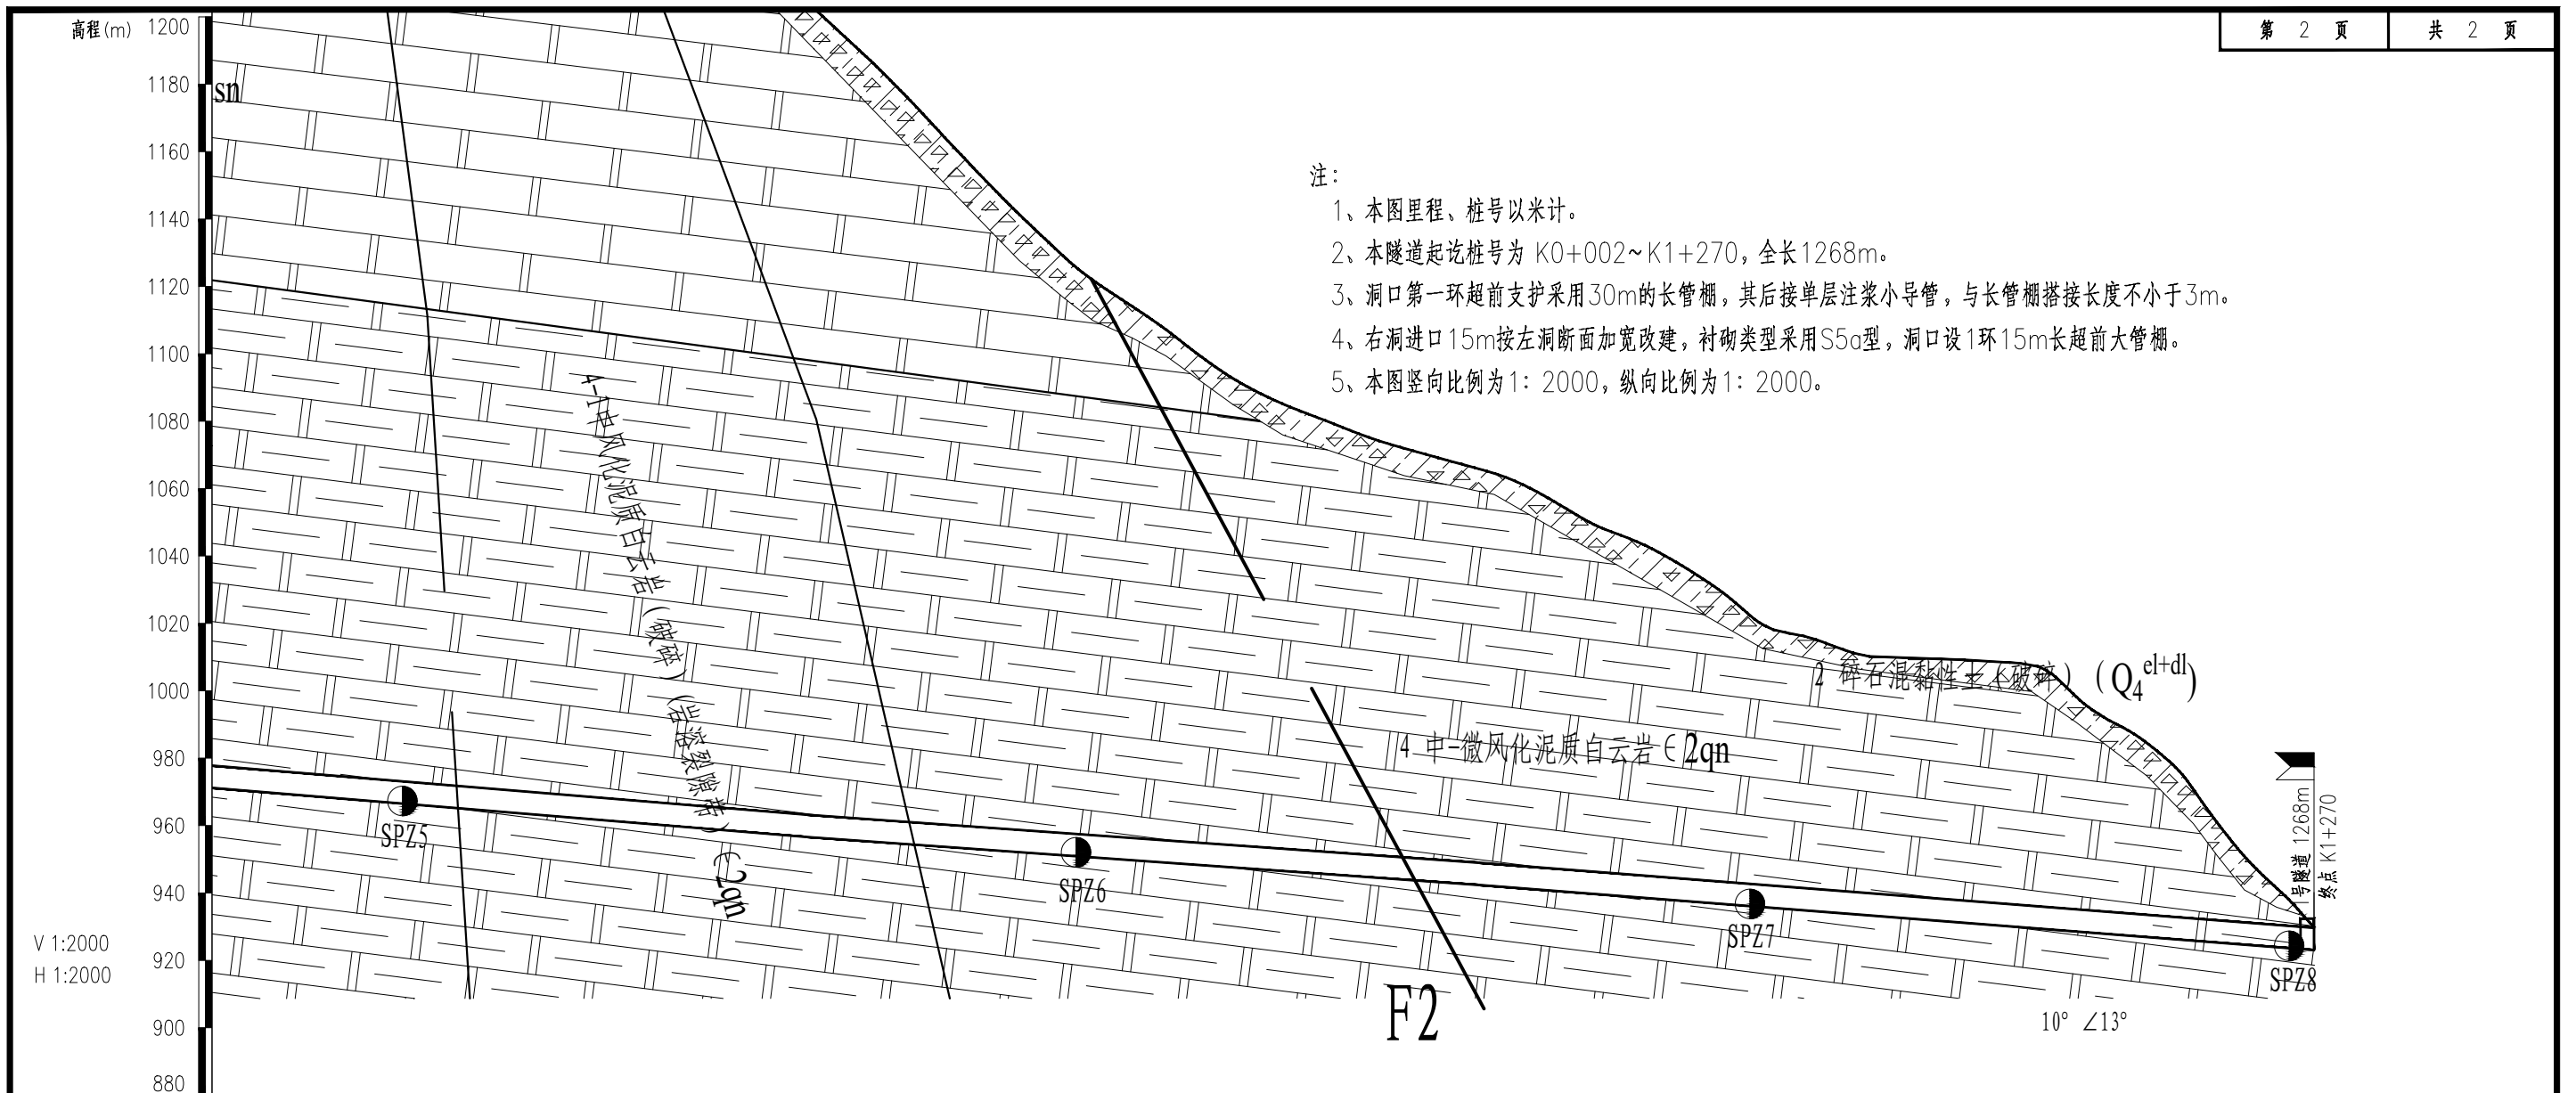 高程(m)
1200
1180
1160
1140
1120
1100
1080
1060
1040
1020
1000
980
960
940
920
900
880
V 1:2000
H 1:2000
第 2 页
共 2 页
sn
注：
1、本图里程、桩号以米计。
2、本隧道起讫桩号为 K0+002~K1+270，全长1268m。
3、洞口第一环超前支护采用30m的长管棚，其后接单层注浆小导管，与长管棚搭接长度不小于3m。
4、右洞进口15m按左洞断面加宽改建，衬砌类型采用S5a型，洞口设1环15m长超前大管棚。
5、本图竖向比例为1：2000，纵向比例为1：2000。
4-1中风化泥质白云岩（破碎）（岩溶裂隙带）∈2qn
2 碎石混黏性土（破碎）（Q4el+dl）
4 中-微风化泥质白云岩∈2qn
SPZ5
SPZ6
SPZ7
SPZ8
1号隧道 1268m
终点 K1+270
F2
10° ∠13°